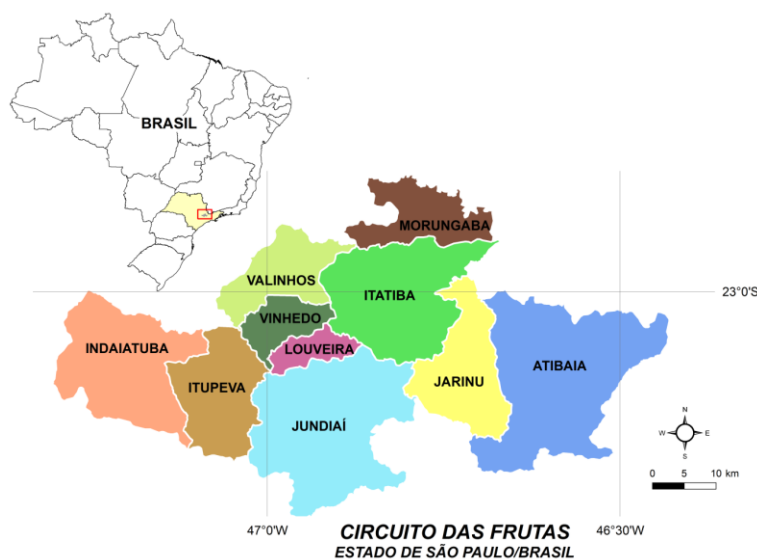 BRASIL
MORUNGABA
VALINHOS
ITATIBA
23°0'S
VINHEDO
INDAIATUBA
LOUVEIRA
ITUPEVA
JARINU
ATIBAIA
JUNDIAÍ
N
W E
S
0 5 10 km
47°0'W
46°30'W
CIRCUITO DAS FRUTAS
ESTADO DE SÃO PAULO/BRASIL